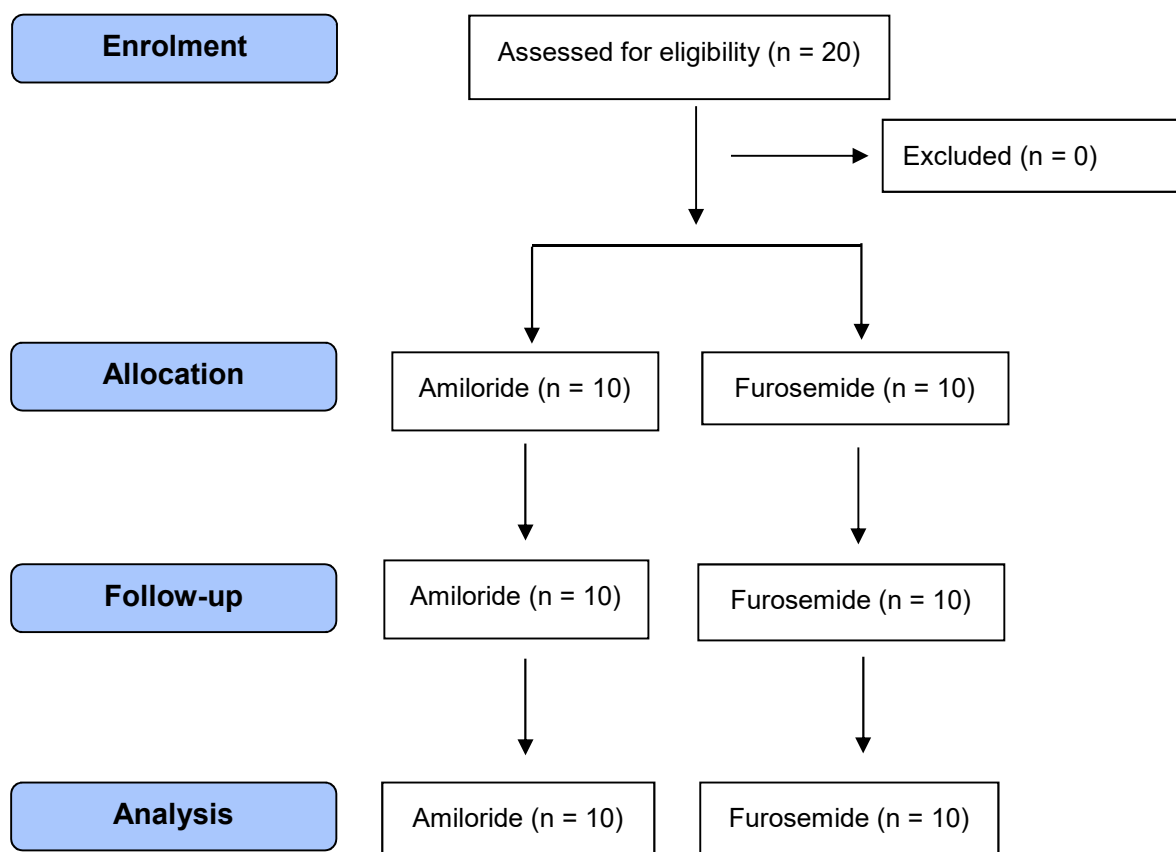 Enrolment
Assessed for eligibility (n = 20)
Excluded (n = 0)
Allocation
Amiloride (n = 10)
Furosemide (n = 10)
Follow-up
Amiloride (n = 10)
Furosemide (n = 10)
Analysis
Amiloride (n = 10)
Furosemide (n = 10)